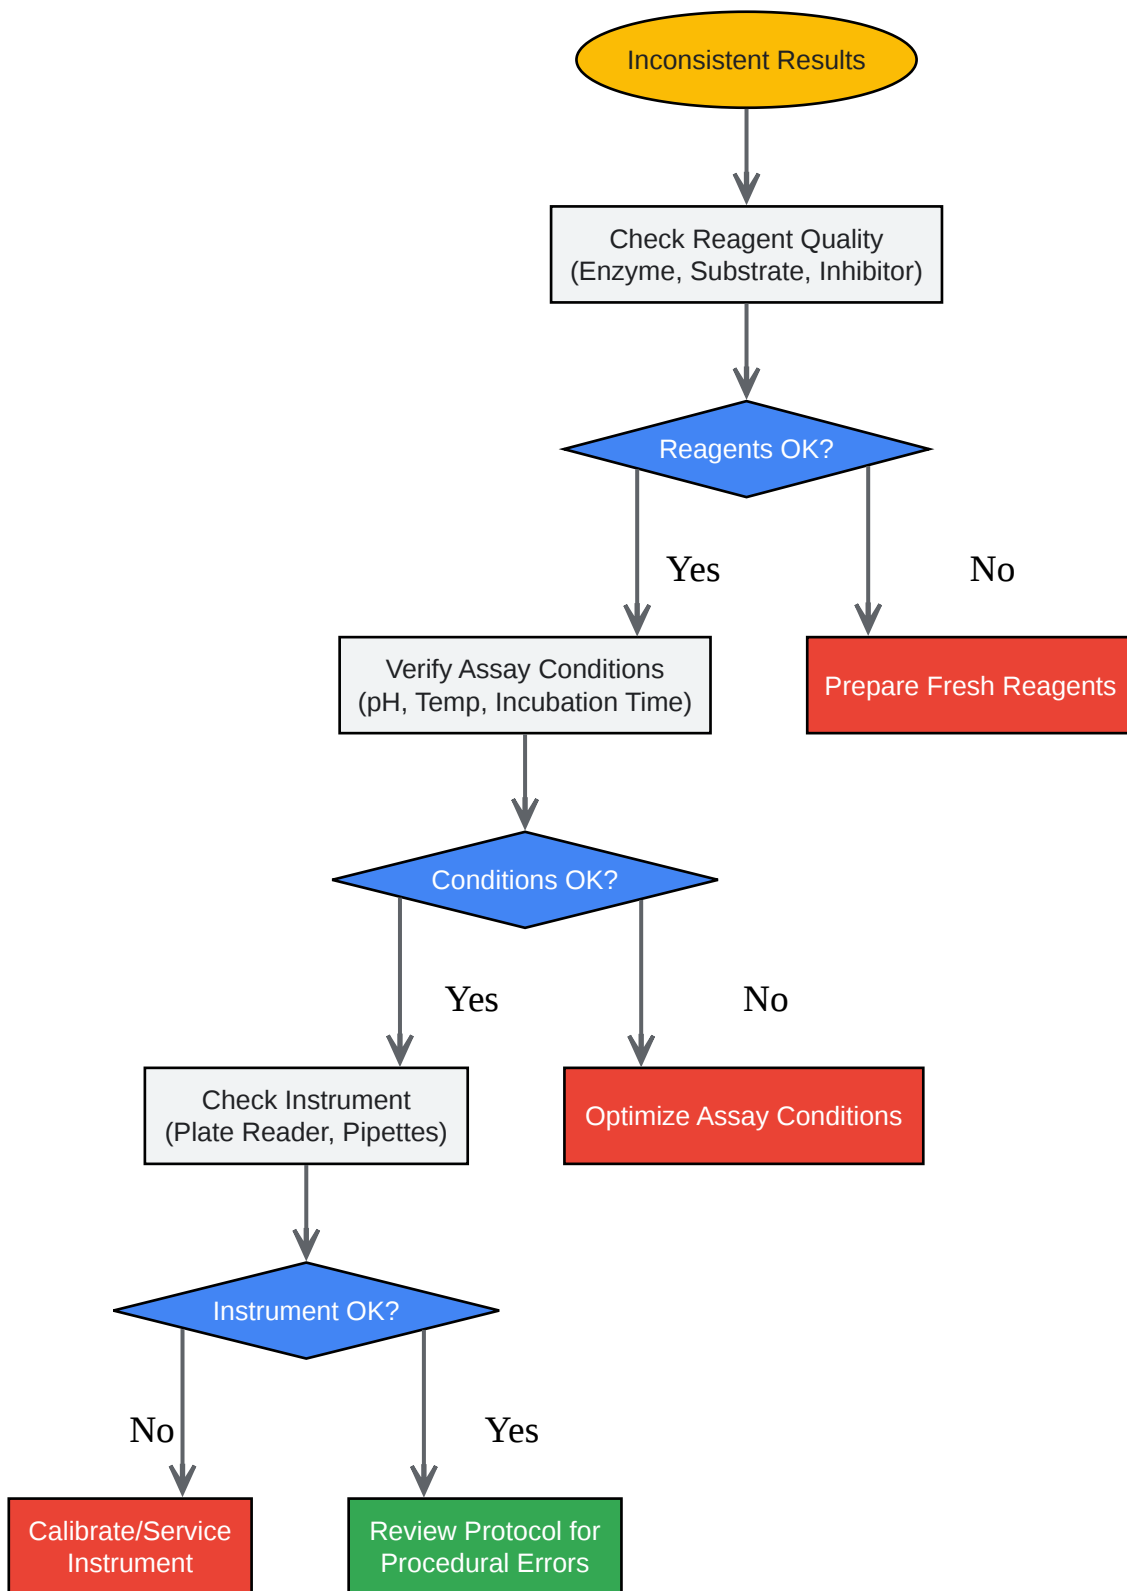 Inconsistent Results
Check Reagent Quality
(Enzyme, Substrate, Inhibitor)
Reagents OK?
Yes
No
Verify Assay Conditions
(pH, Temp, Incubation Time)
Prepare Fresh Reagents
Conditions OK?
Yes
No
Check Instrument
(Plate Reader, Pipettes)
Optimize Assay Conditions
Instrument OK?
No
Yes
Calibrate/Service
Instrument
Review Protocol for
Procedural Errors